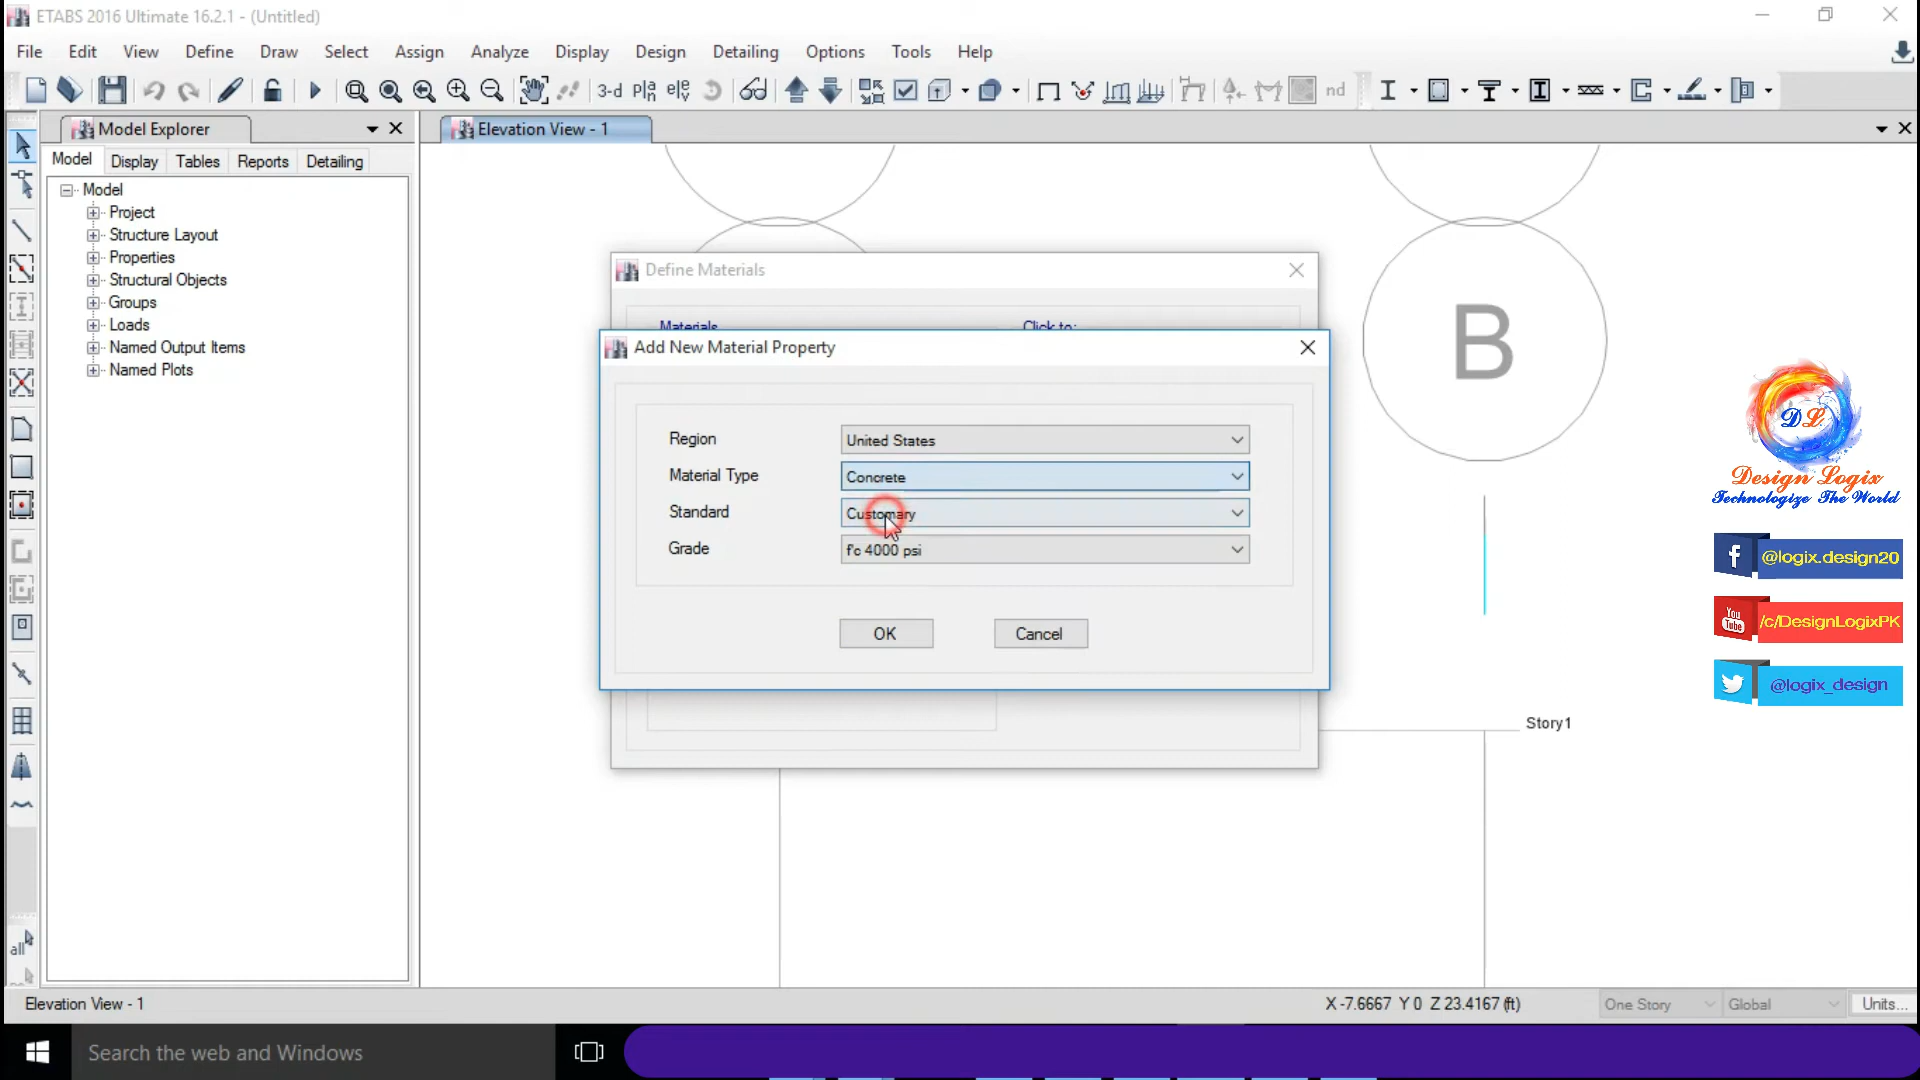 ETABS 2016 Ultimate 16.2.1 - (Untitled)
File Edit View Define Draw Select Assign Analyze Display Design Detailing Options Tools Help
3-d Pla ele nd
Model Explorer
Elevation View - 1
Model Display Tables Reports Detailing
Model
Project
Structure Layout
Properties
Structural Objects
Groups
Loads
Named Output Items
Named Plots
Define Materials
Materials
Click to:
Add New Material Property
Region United States
Material Type Concrete
Standard Customary
Grade f'c 4000 psi
OK Cancel
B
Story1
D L
Design Logix
Technologize The World
f @logix.design20
You Tube /c/DesignLogixPK
@logix_design
all
Elevation View - 1
X -7.6667 Y 0 Z 23.4167 (ft)
One Story Global Units...
Search the web and Windows